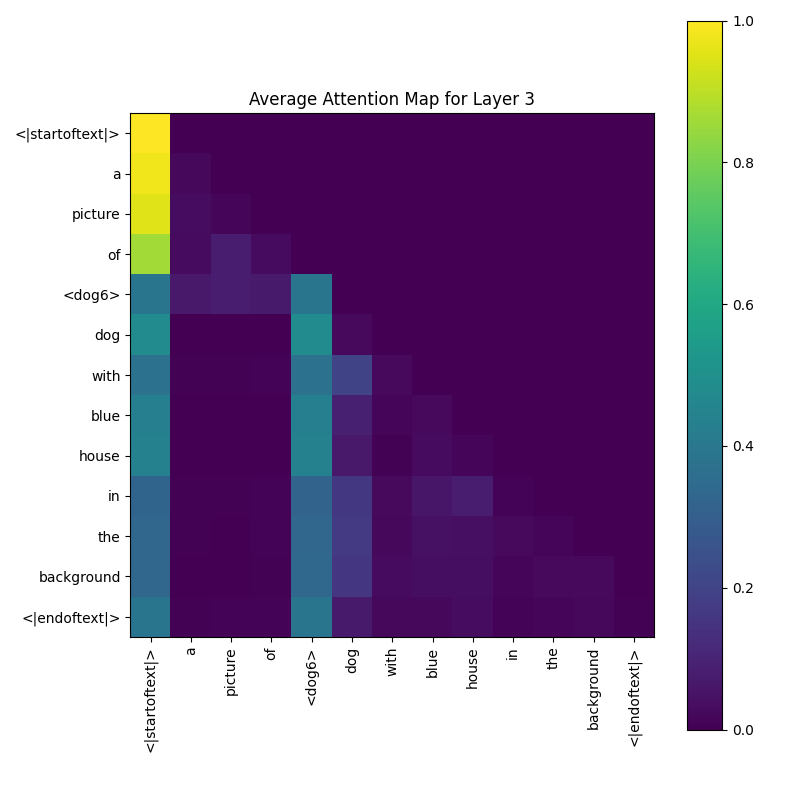 Average Attention Map for Layer 3
<|startoftext|>
a
picture
of
<dog6>
dog
with
blue
house
in
the
background
<|endoftext|>
<|startoftext|>
a
picture
of
<dog6>
dog
with
blue
house
in
the
background
<|endoftext|>
1.0
0.8
0.6
0.4
0.2
0.0